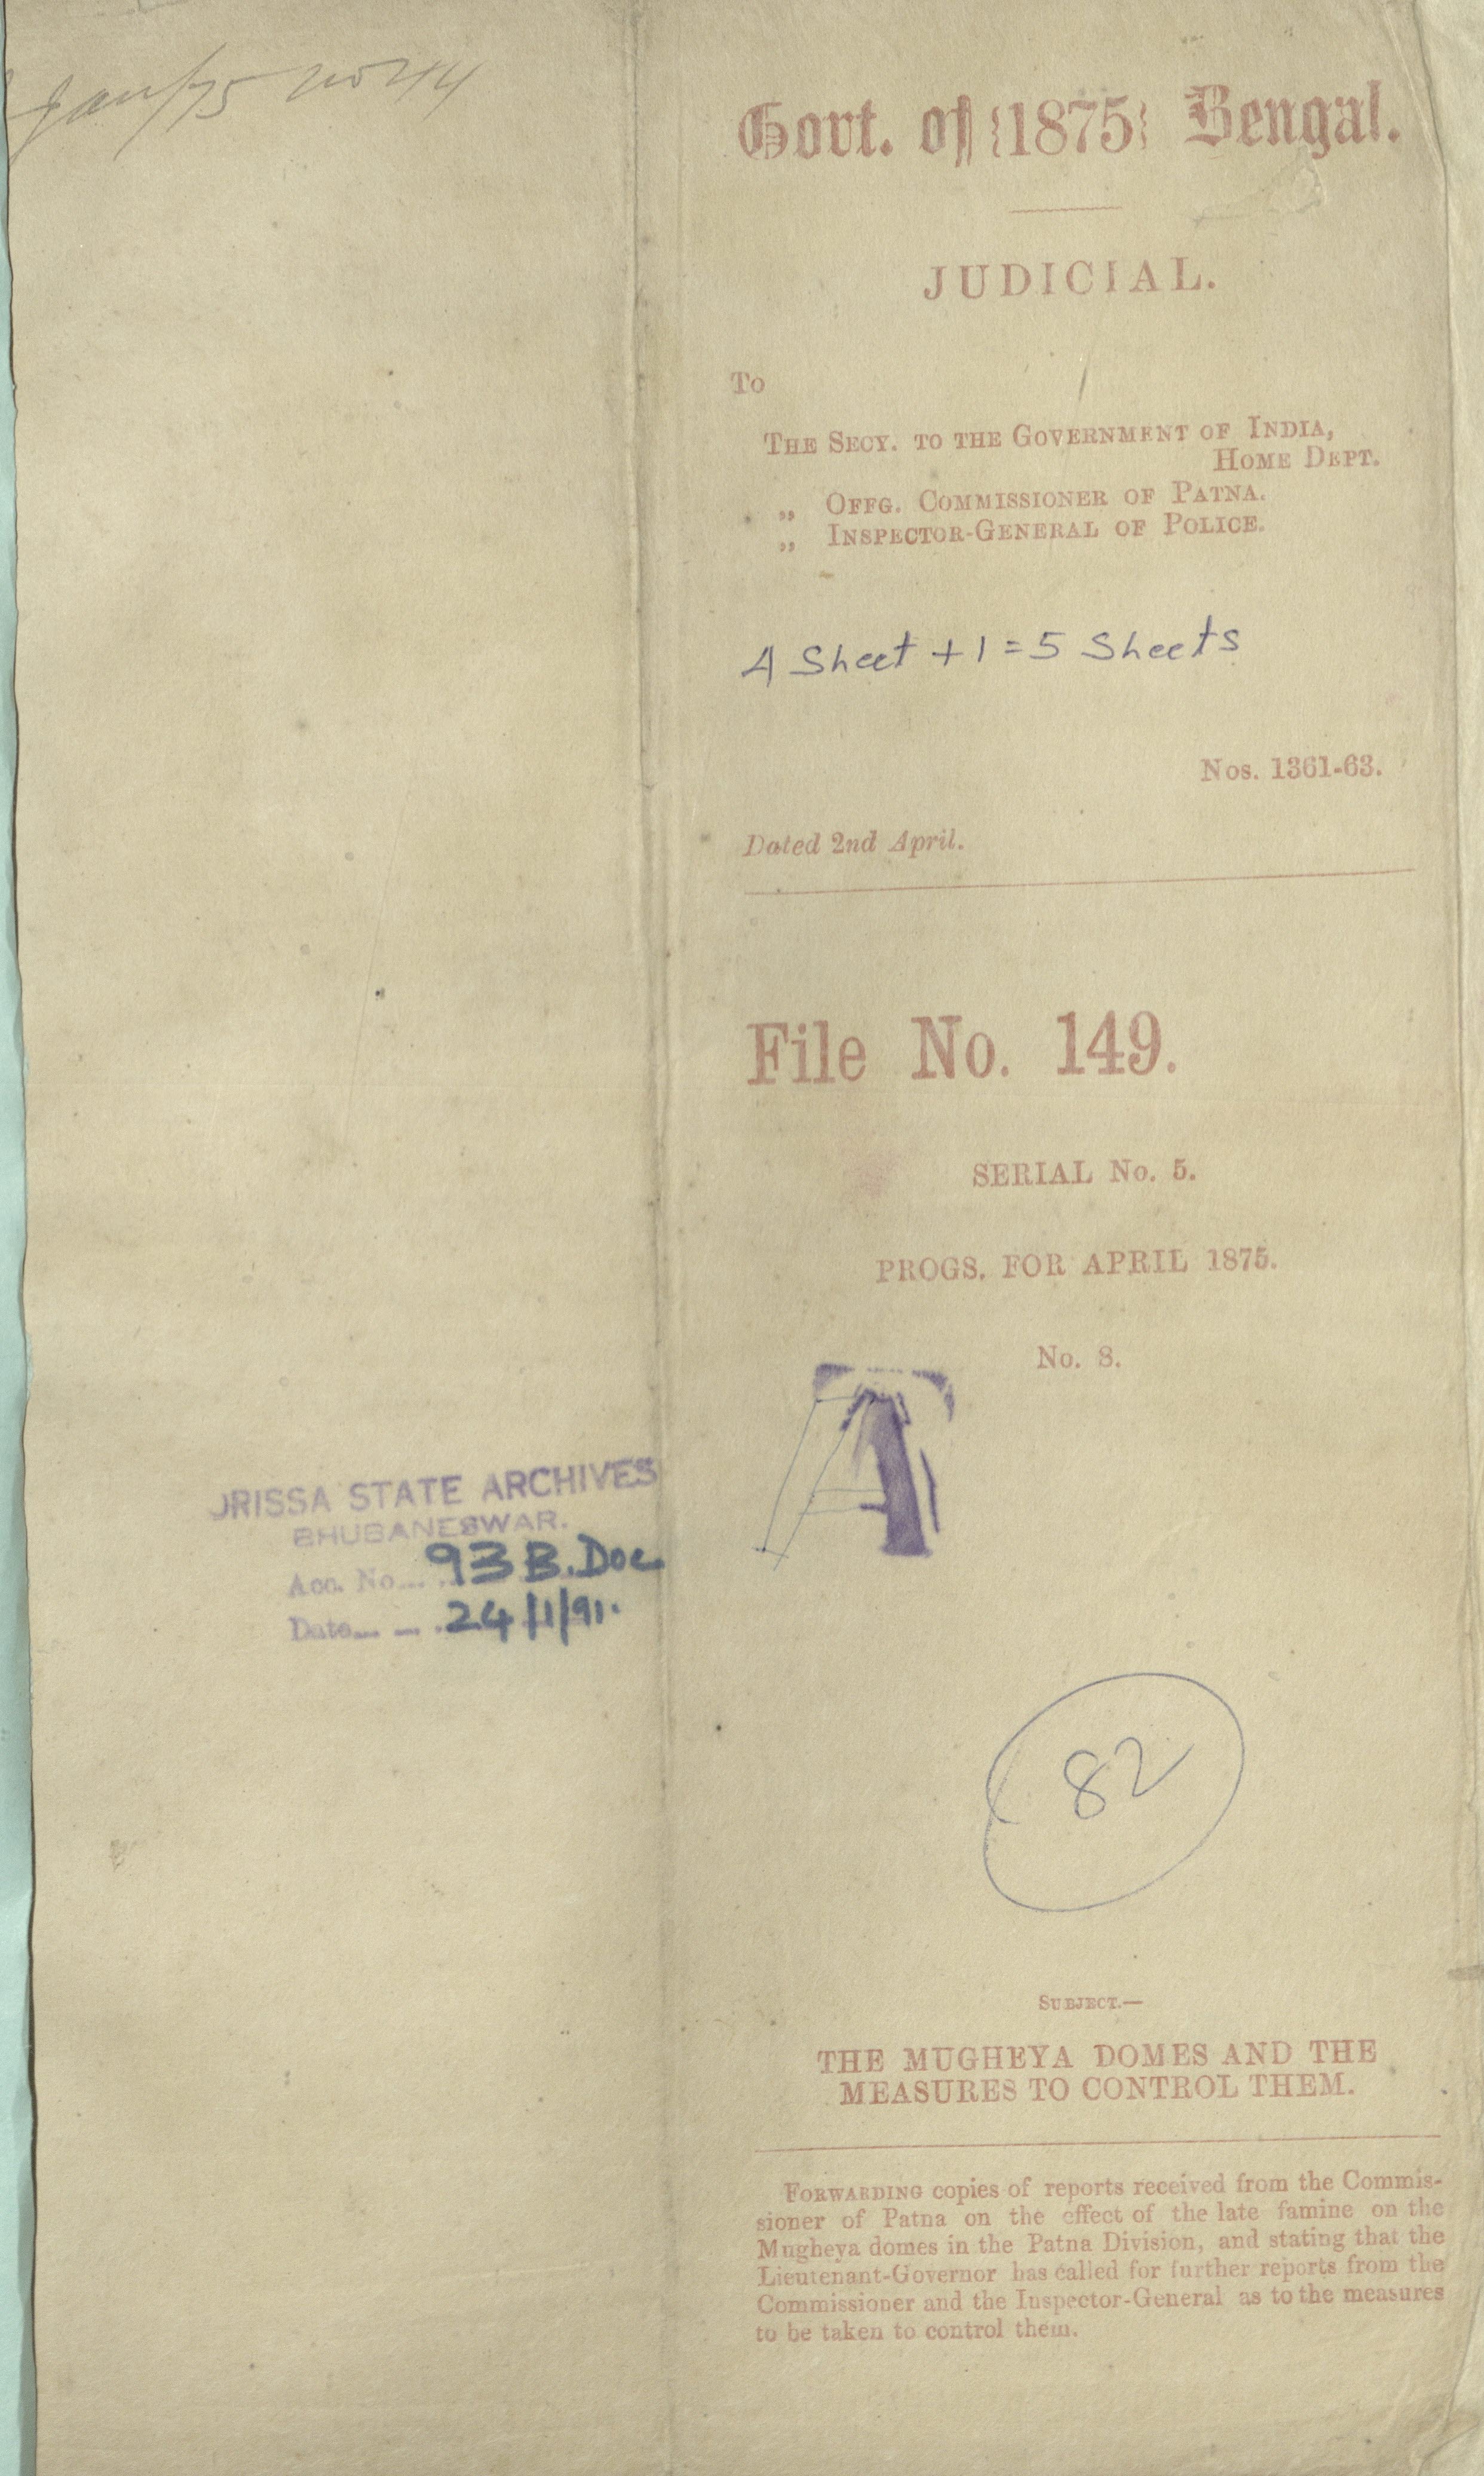 Jan/75 no 44
Govt. of {1875} Bengal.
JUDICIAL.
To
THE SECY. TO THE GOVERNMENT OF INDIA,
HOME DEPT.
„ OFFG. COMMISSIONER OF PATNA.
„ INSPECTOR-GENERAL OF POLICE.
4 Sheet + 1 = 5 Sheets
Nos. 1361-63.
Dated 2nd April.
File No. 149.
SERIAL No. 5.
PROGS. FOR APRIL 1875.
No. 8.
A
ORISSA STATE ARCHIVES
BHUBANESWAR.
Acc. No. 93 B. Doc.
Date 24/1/91.
82
SUBJECT.—
THE MUGHEYA DOMES AND THE
MEASURES TO CONTROL THEM.
FORWARDING copies of reports received from the Commis-
sioner of Patna on the effect of the late famine on the
Mugheya domes in the Patna Division, and stating that the
Lieutenant-Governor has called for further reports from the
Commissioner and the Inspector-General as to the measures
to be taken to control them.